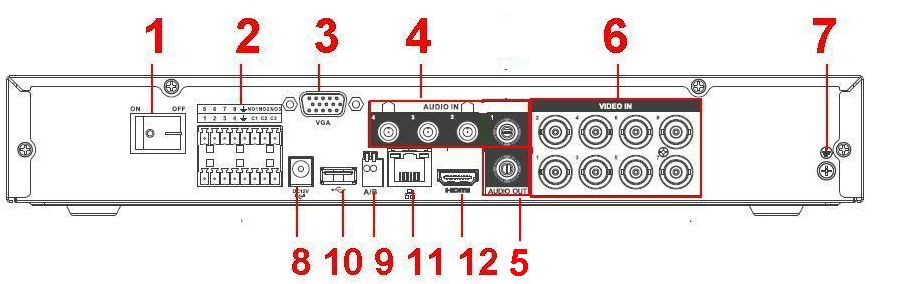 1 2 3 4 6 7
ON OFF
5 6 7 8 NO1 NO2 NO3
1 2 3 4 C1 C2 C3
VGA
AUDIO IN
4 3 2 1
VIDEO IN
2 4 6 8
1 3 5 7
DC12V
A/B
HDMI
AUDIO OUT
8 10 9 11 12 5